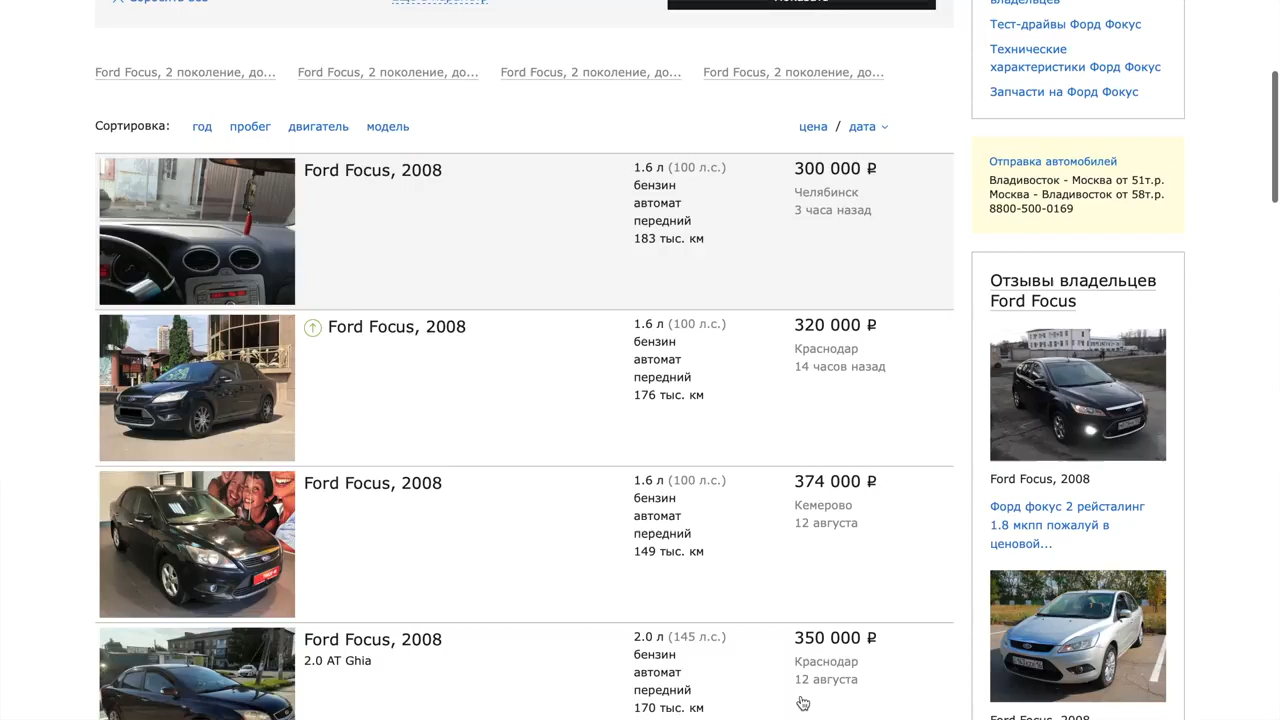 Ford Focus, 2 поколение, до...
Ford Focus, 2 поколение, до...
Ford Focus, 2 поколение, до...
Ford Focus, 2 поколение, до...
Сортировка: год пробег двигатель модель цена / дата
Ford Focus, 2008
1.6 л (100 л.с.)
бензин
автомат
передний
183 тыс. км
300 000 ₽
Челябинск
3 часа назад
Ford Focus, 2008
1.6 л (100 л.с.)
бензин
автомат
передний
176 тыс. км
320 000 ₽
Краснодар
14 часов назад
Ford Focus, 2008
1.6 л (100 л.с.)
бензин
автомат
передний
149 тыс. км
374 000 ₽
Кемерово
12 августа
Ford Focus, 2008
2.0 AT Ghia
2.0 л (145 л.с.)
бензин
автомат
передний
170 тыс. км
350 000 ₽
Краснодар
12 августа
владельцев
Тест-драйвы Форд Фокус
Технические
характеристики Форд Фокус
Запчасти на Форд Фокус
Отправка автомобилей
Владивосток - Москва от 51т.р.
Москва - Владивосток от 58т.р.
8800-500-0169
Отзывы владельцев
Ford Focus
Ford Focus, 2008
Форд фокус 2 рейсталинг
1.8 мкпп пожалуй в
ценовой...
Ford Focus, 2008